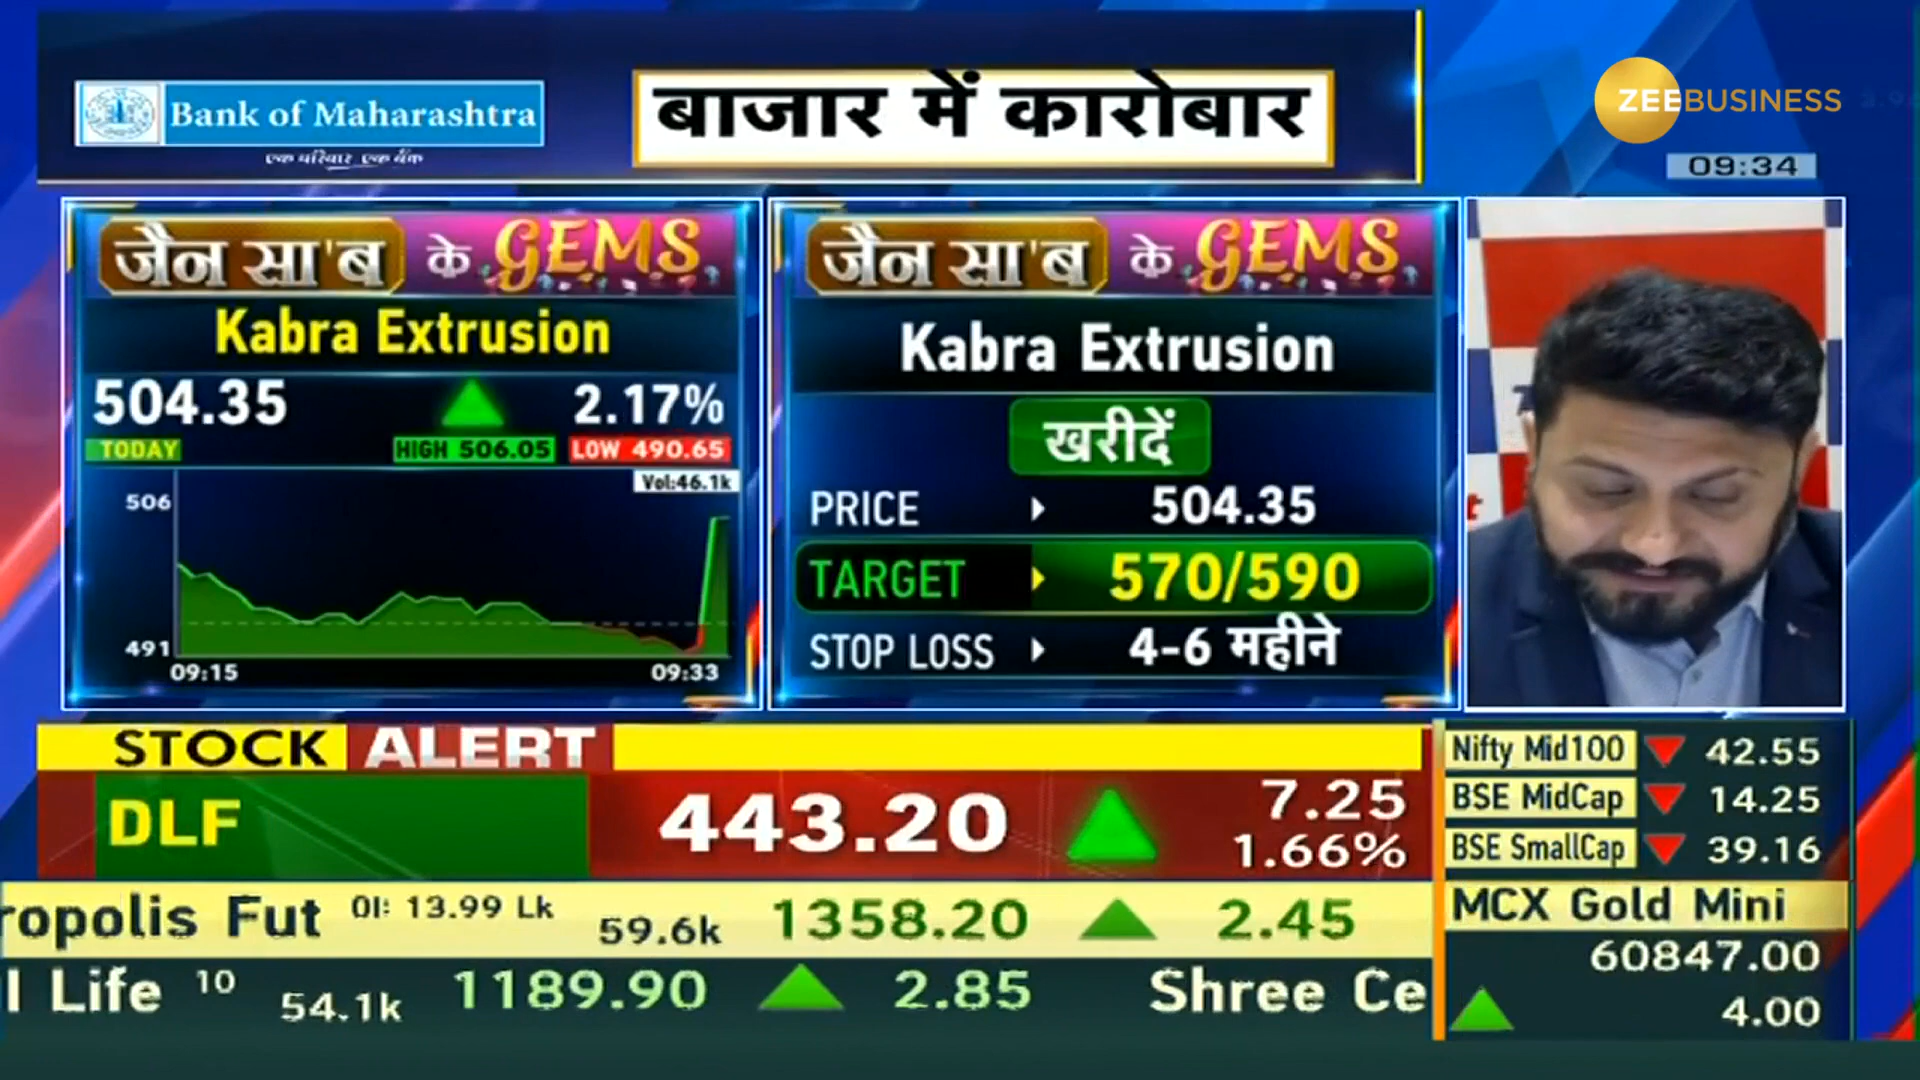 Bank of Maharashtra
एक परिवार एक बैंक
बाजार में कारोबार
ZEEBUSINESS
09:34
जैन सा'ब के GEMS
Kabra Extrusion
504.35 2.17%
TODAY HIGH 506.05 LOW 490.65
Vol:46.1k
506
491
09:15 09:33
जैन सा'ब के GEMS
Kabra Extrusion
खरीदें
PRICE 504.35
TARGET 570/590
STOP LOSS 4-6 महीने
STOCK ALERT
DLF 443.20 7.25
1.66%
ropolis Fut OI: 13.99 Lk 59.6k 1358.20 2.45
l Life 10 54.1k 1189.90 2.85 Shree Ce
Nifty Mid100 42.55
BSE MidCap 14.25
BSE SmallCap 39.16
MCX Gold Mini
60847.00
4.00